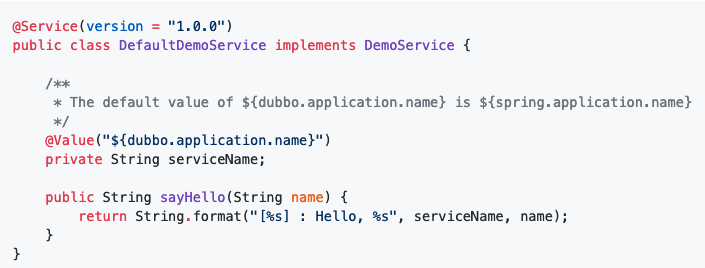 @Service(version = "1.0.0")
public class DefaultDemoService implements DemoService {
/**
* The default value of ${dubbo.application.name} is ${spring.application.name}
*/
@Value("${dubbo.application.name}")
private String serviceName;
public String sayHello(String name) {
return String.format("[%s] : Hello, %s", serviceName, name);
}
}